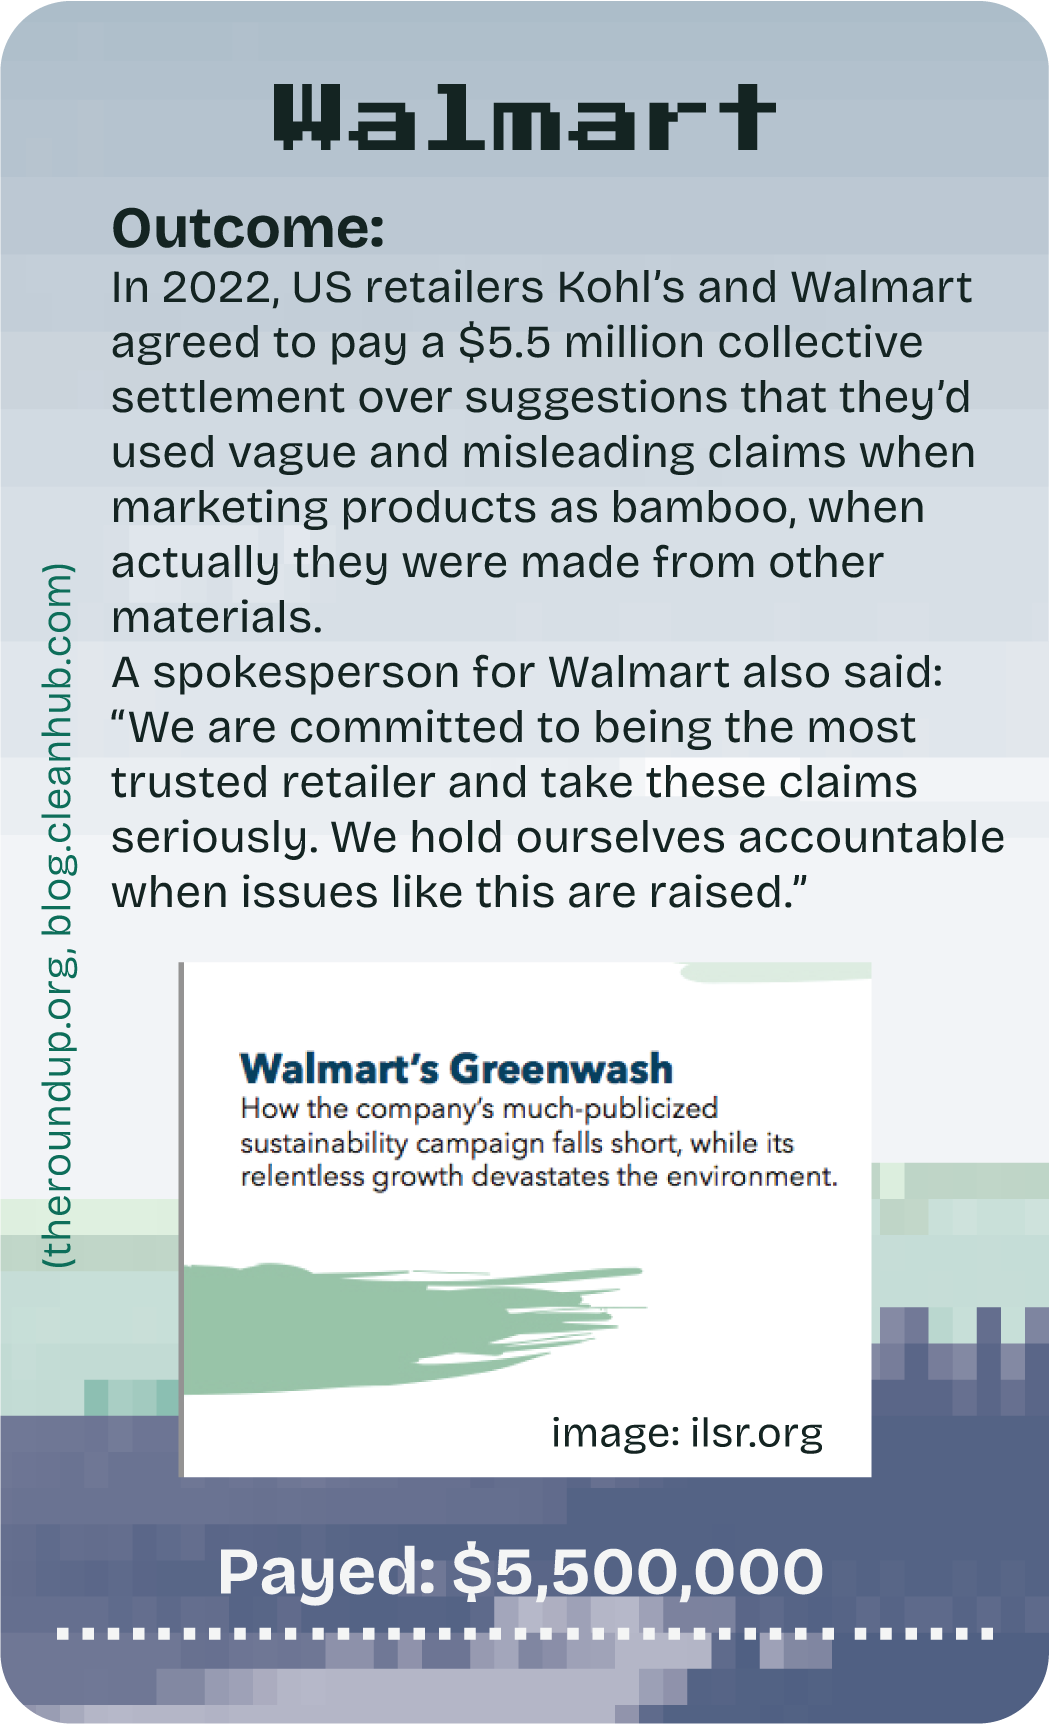 Walmart
Outcome:
In 2022, US retailers Kohl’s and Walmart
agreed to pay a $5.5 million collective
settlement over suggestions that they’d
used vague and misleading claims when
marketing products as bamboo, when
actually they were made from other
materials.
A spokesperson for Walmart also said:
“We are committed to being the most
trusted retailer and take these claims
seriously. We hold ourselves accountable
when issues like this are raised.”
(theroundup.org, blog.cleanhub.com)
Walmart’s Greenwash
How the company’s much-publicized
sustainability campaign falls short, while its
relentless growth devastates the environment.
image: ilsr.org
Payed: $5,500,000